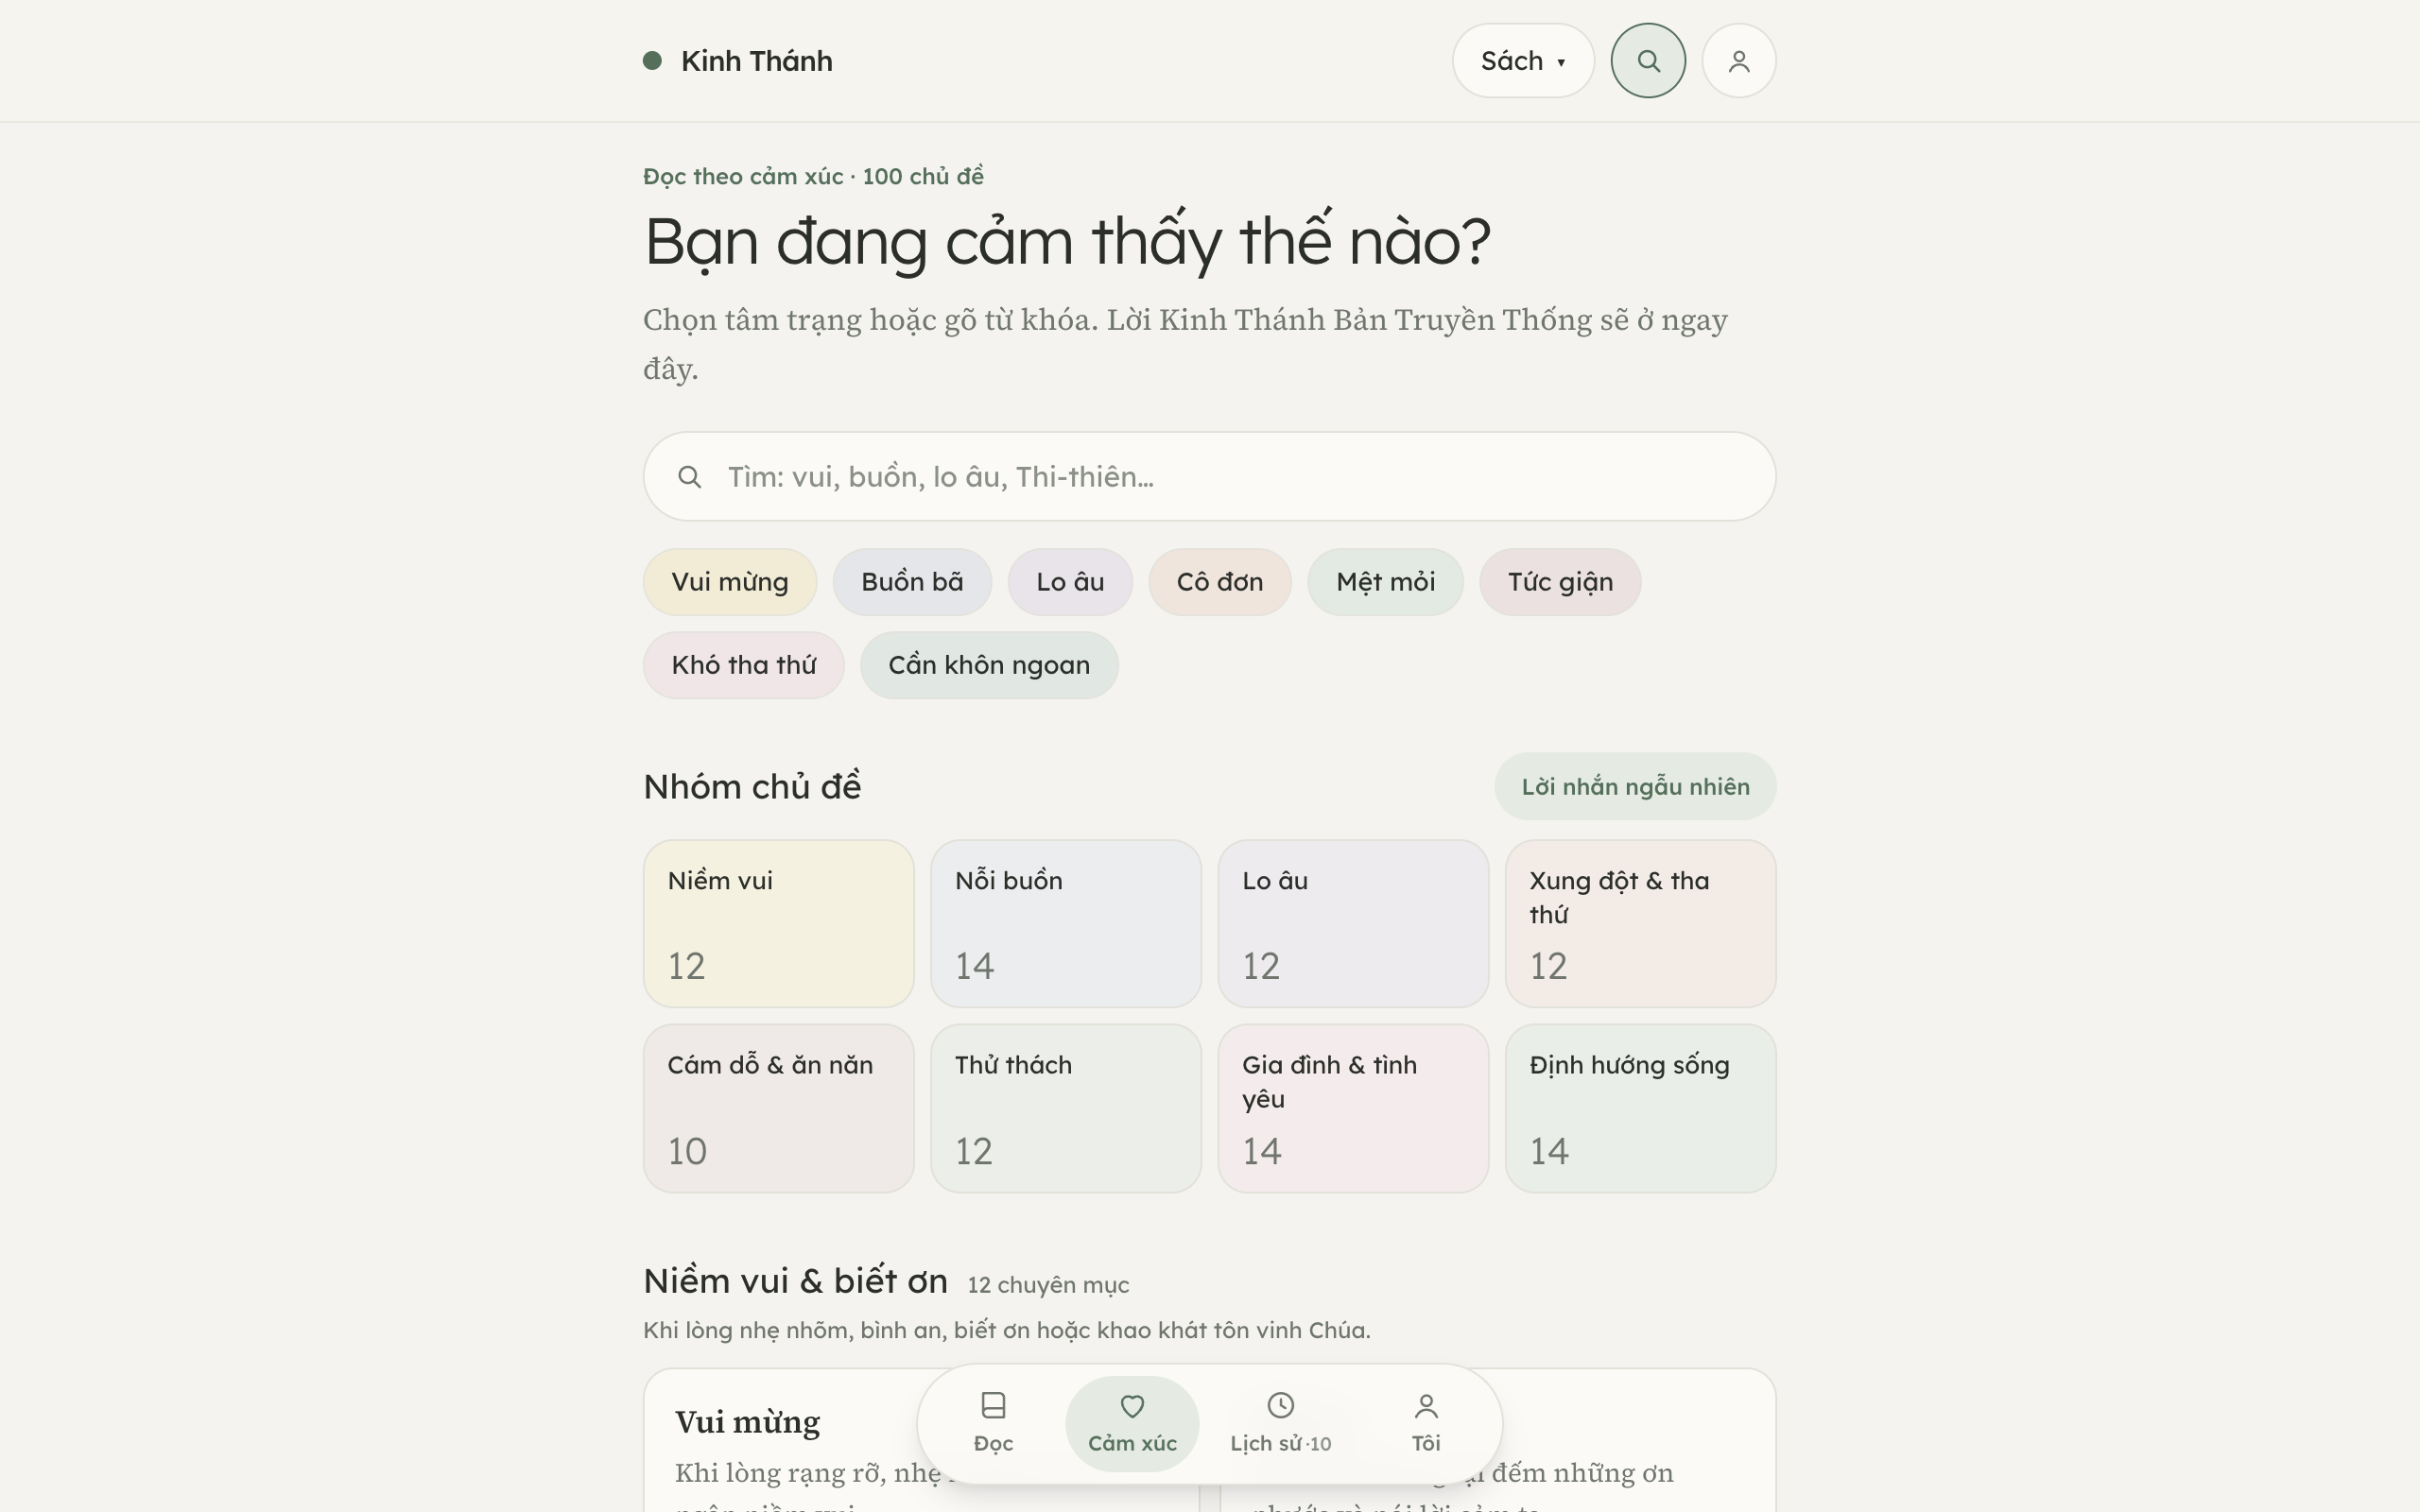 Kinh Thánh
Sách ▾
Đọc theo cảm xúc · 100 chủ đề
Bạn đang cảm thấy thế nào?
Chọn tâm trạng hoặc gõ từ khóa. Lời Kinh Thánh Bản Truyền Thống sẽ ở ngay
đây.
Tìm: vui, buồn, lo âu, Thi-thiên...
Vui mừng
Buồn bã
Lo âu
Cô đơn
Mệt mỏi
Tức giận
Khó tha thứ
Cần khôn ngoan
Nhóm chủ đề
Lời nhắn ngẫu nhiên
Niềm vui
12
Nỗi buồn
14
Lo âu
12
Xung đột & tha
thứ
12
Cám dỗ & ăn năn
10
Thử thách
12
Gia đình & tình
yêu
14
Định hướng sống
14
Niềm vui & biết ơn
12 chuyên mục
Khi lòng nhẹ nhõm, bình an, biết ơn hoặc khao khát tôn vinh Chúa.
Vui mừng
Khi lòng rạng rỡ, nhẹ
đếm những ơn
Đọc
Cảm xúc
Lịch sử ·10
Tôi